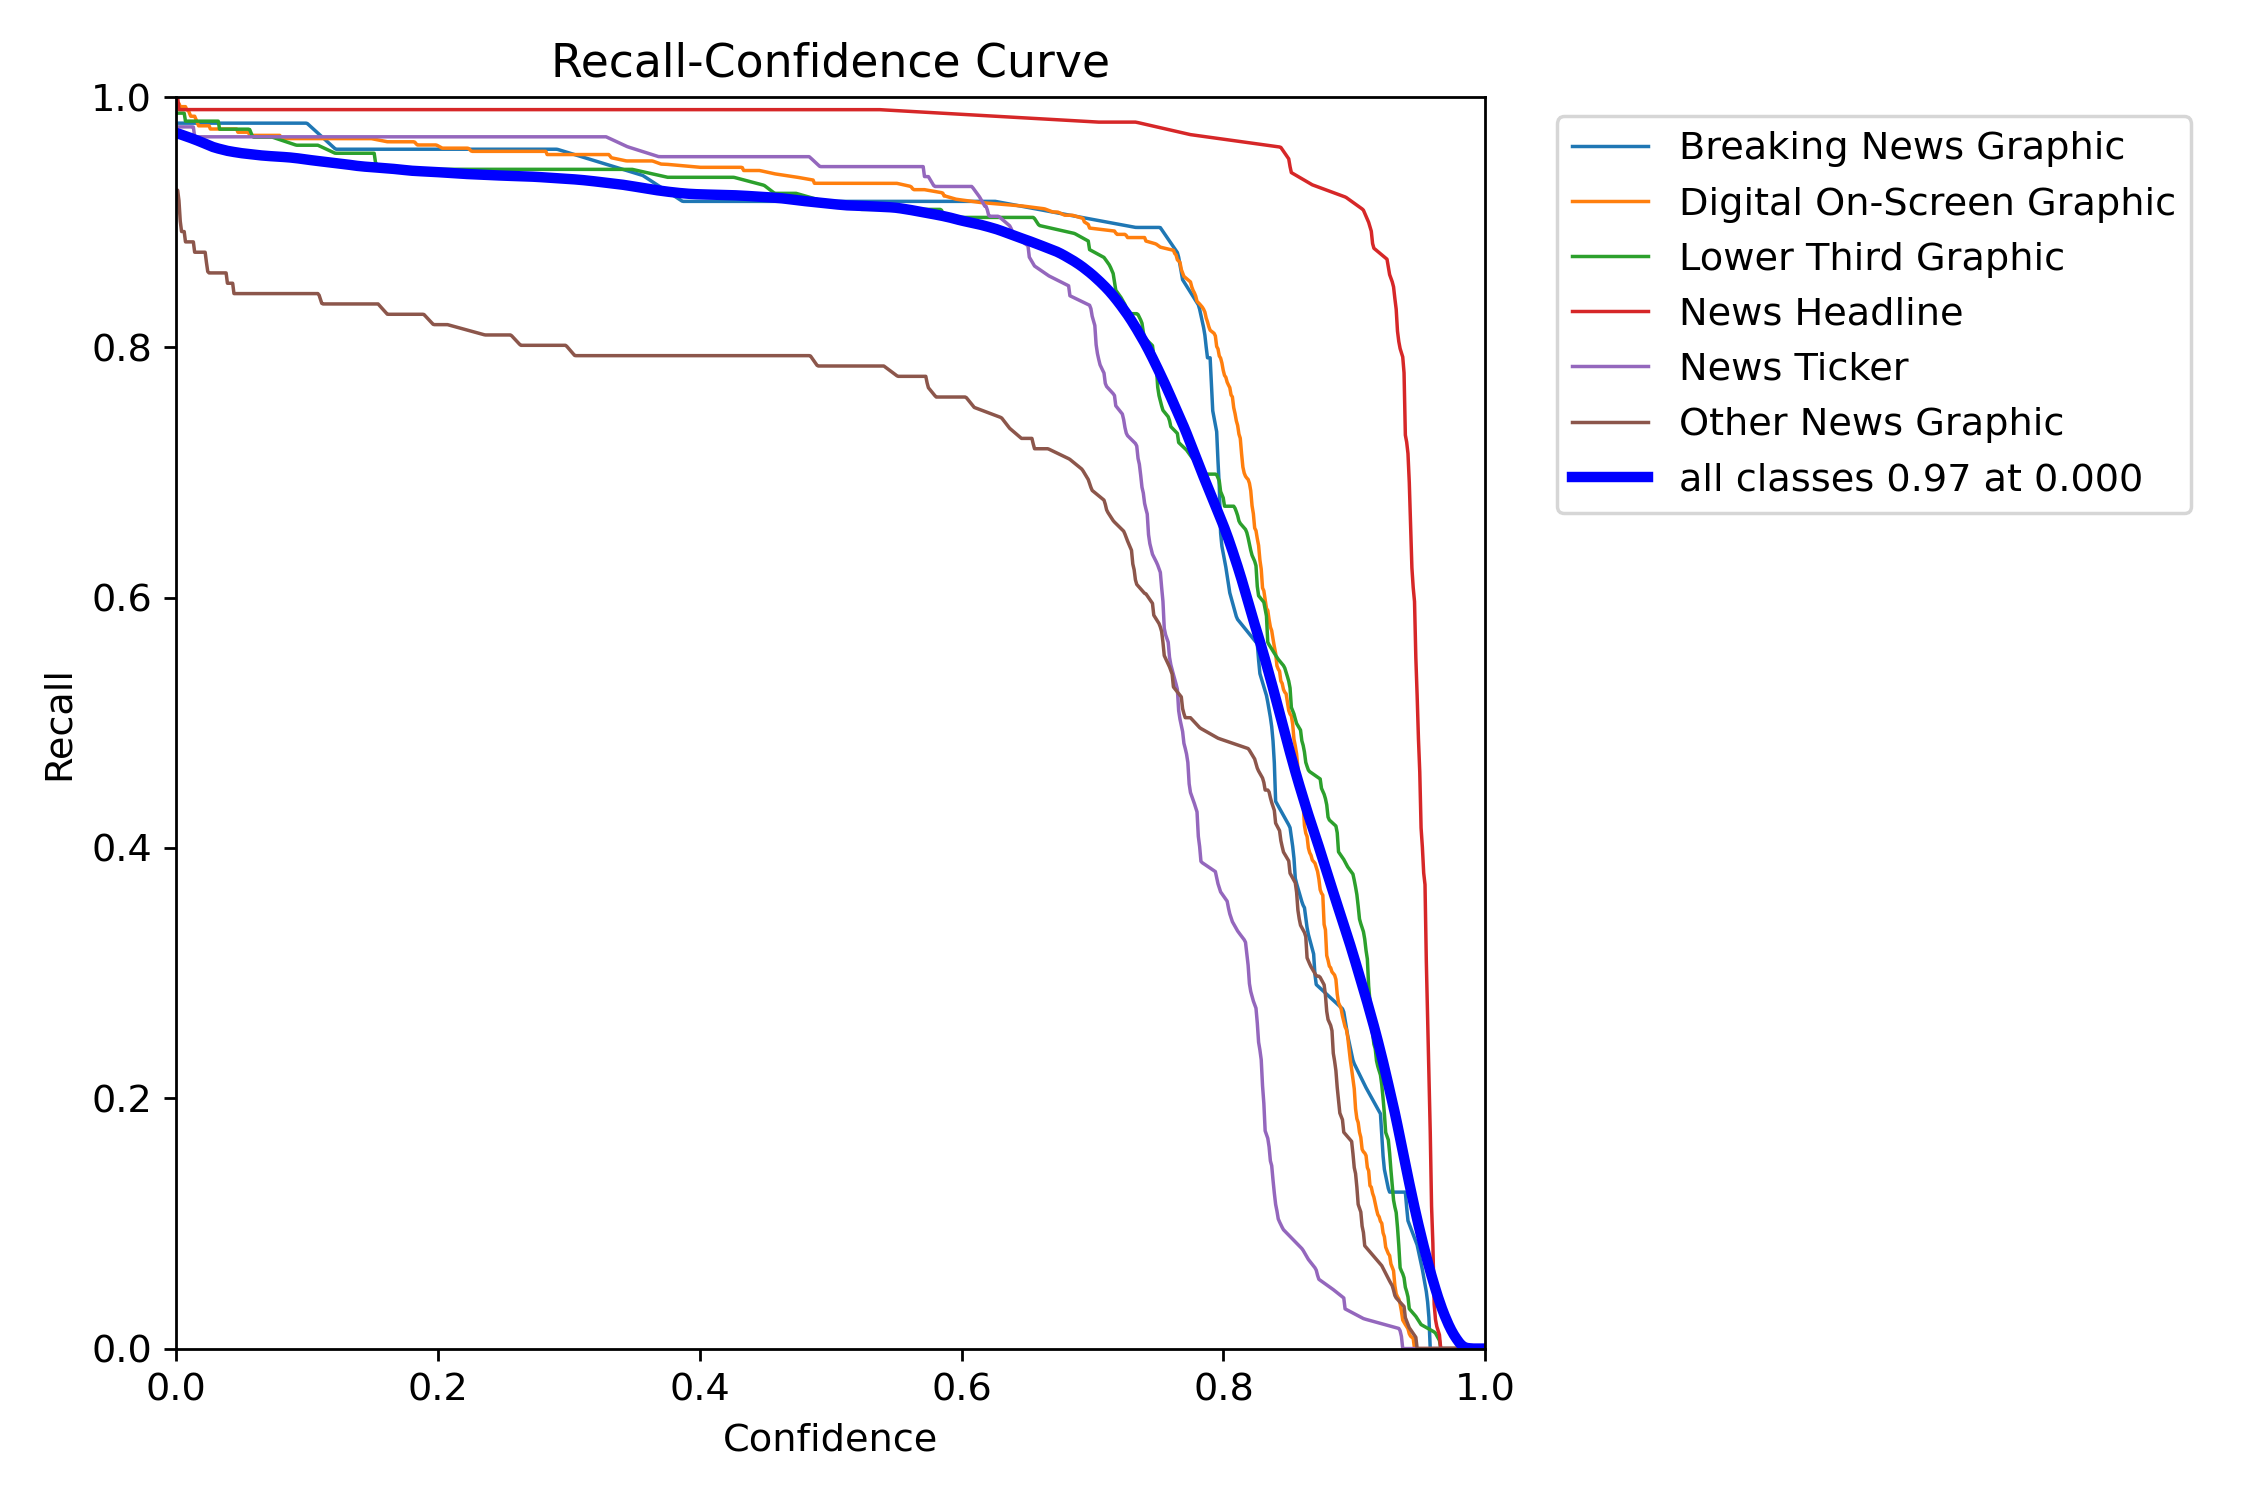 Recall-Confidence Curve
1.0
0.8
0.6
0.4
0.2
0.0
Recall
0.0 0.2 0.4 0.6 0.8 1.0
Confidence
Breaking News Graphic
Digital On-Screen Graphic
Lower Third Graphic
News Headline
News Ticker
Other News Graphic
all classes 0.97 at 0.000